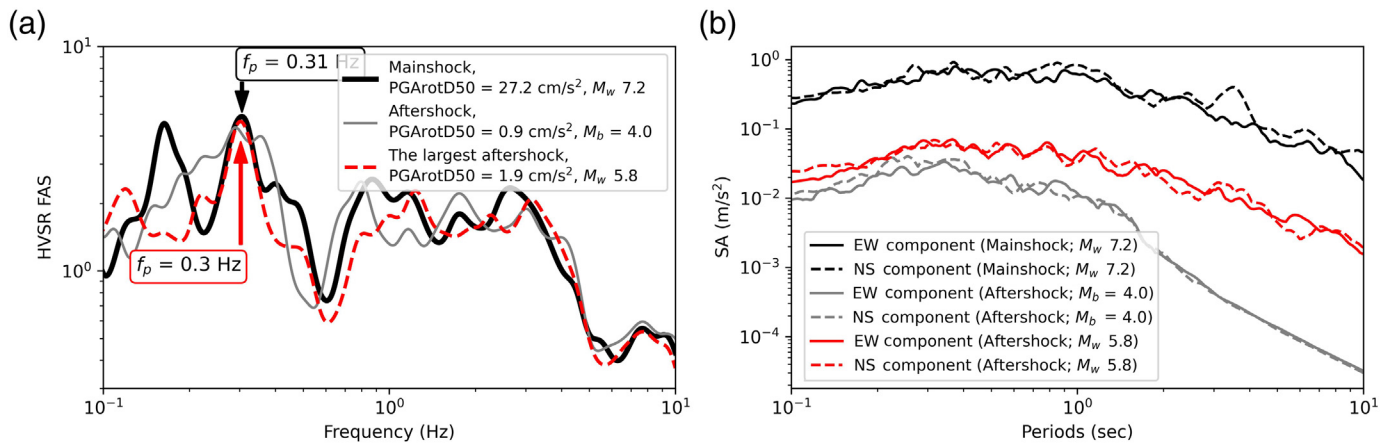 (a)
10¹
10⁰
HVSR FAS
10⁻¹
10⁰
10¹
Frequency (Hz)
fₚ = 0.31 Hz
fₚ = 0.3 Hz
Mainshock,
PGArotD50 = 27.2 cm/s², M_w 7.2
Aftershock,
PGArotD50 = 0.9 cm/s², M_b = 4.0
The largest aftershock,
PGArotD50 = 1.9 cm/s², M_w 5.8
(b)
10⁰
10⁻¹
10⁻²
10⁻³
10⁻⁴
SA (m/s²)
10⁻¹
10⁰
10¹
Periods (sec)
EW component (Mainshock; M_w 7.2)
NS component (Mainshock; M_w 7.2)
EW component (Aftershock; M_b = 4.0)
NS component (Aftershock; M_b = 4.0)
EW component (Aftershock; M_w 5.8)
NS component (Aftershock; M_w 5.8)